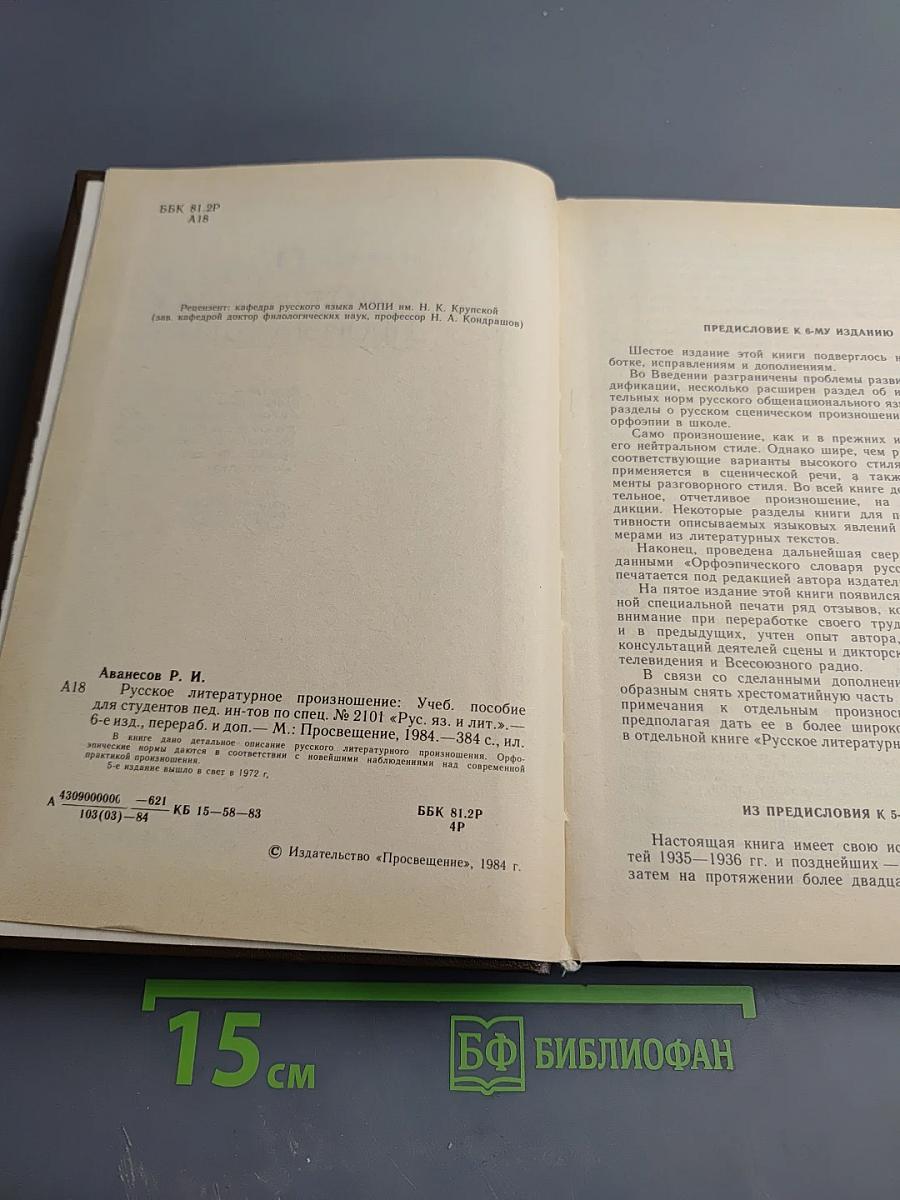 ББК 81.2Р
А18
Рецензент: кафедра русского языка МОПИ им. Н. К. Крупской
(зав. кафедрой доктор филологических наук, профессор Н. А. Кондрашов)
Аванесов Р. И.
А18 Русское литературное произношение: Учеб. пособие
для студентов пед. ин-тов по спец. № 2101 «Рус. яз. и лит.».—
6-е изд., перераб. и доп.— М.: Просвещение, 1984.—384 с., ил.
В книге дано детальное описание русского литературного произношения. Орфо-
эпические нормы даются в соответствии с новейшими наблюдениями над современной
практикой произношения.
5-е издание вышло в свет в 1972 г.
А 4309000000 —621
103(03)—84 КБ 15—58—83
ББК 81.2Р
4Р
© Издательство «Просвещение», 1984 г.
ПРЕДИСЛОВИЕ К 6-МУ ИЗДАНИЮ
Шестое издание этой книги подверглось
ботке, исправлениям и дополнениям.
Во Введении разграничены проблемы разви
дификации, несколько расширен раздел об и
тельных норм русского общенационального яз
разделы о русском сценическом произношени
орфоэпии в школе.
Само произношение, как и в прежних и
его нейтральном стиле. Однако шире, чем р
соответствующие варианты высокого стиля
применяется в сценической речи, а такж
менты разговорного стиля. Во всей книге де
тельное, отчетливое произношение, на
дикции. Некоторые разделы книги для п
тивности описываемых языковых явлений
мерами из литературных текстов.
Наконец, проведена дальнейшая свер
данными «Орфоэпического словаря русс
печатается под редакцией автора издател
На пятое издание этой книги появился
ной специальной печати ряд отзывов, ко
внимание при переработке своего труд
и в предыдущих, учтен опыт автора,
консультаций деятелей сцены и дикторск
телевидения и Всесоюзного радио.
В связи со сделанными дополнени
образным снять хрестоматийную часть
примечания к отдельным произнос
предполагая дать ее в более широко
в отдельной книге «Русское литературн
ИЗ ПРЕДИСЛОВИЯ К 5-
Настоящая книга имеет свою ис
тей 1935—1936 гг. и позднейших —
затем на протяжении более двадца
15 см
БФ БИБЛИОФАН